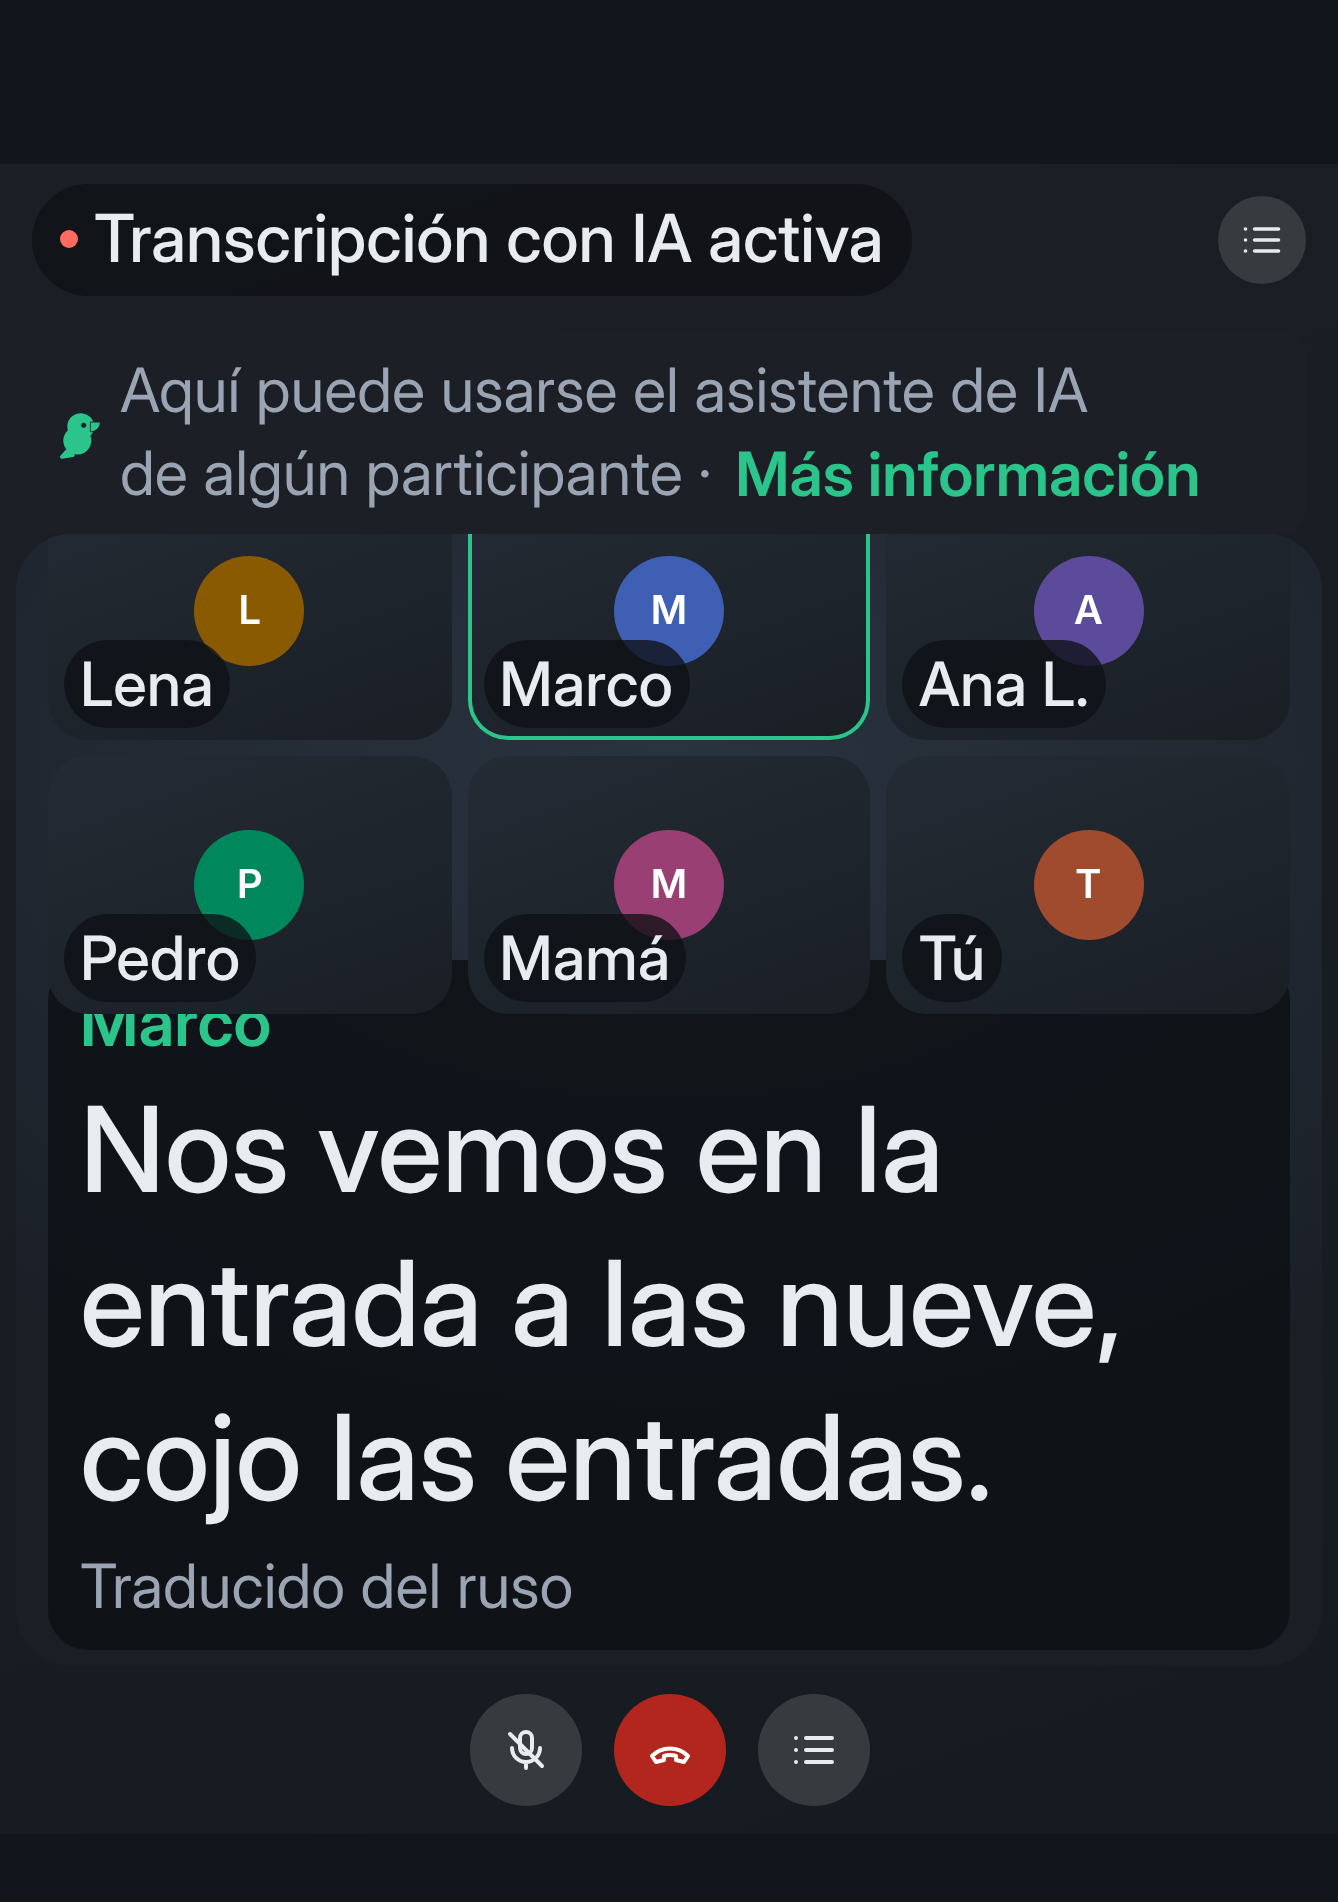 Transcripción con IA activa
Aquí puede usarse el asistente de IA
de algún participante · Más información
L
M
A
Lena
Marco
Ana L.
P
M
T
Pedro
Mamá
Tú
Marco
Nos vemos en la
entrada a las nueve,
cojo las entradas.
Traducido del ruso